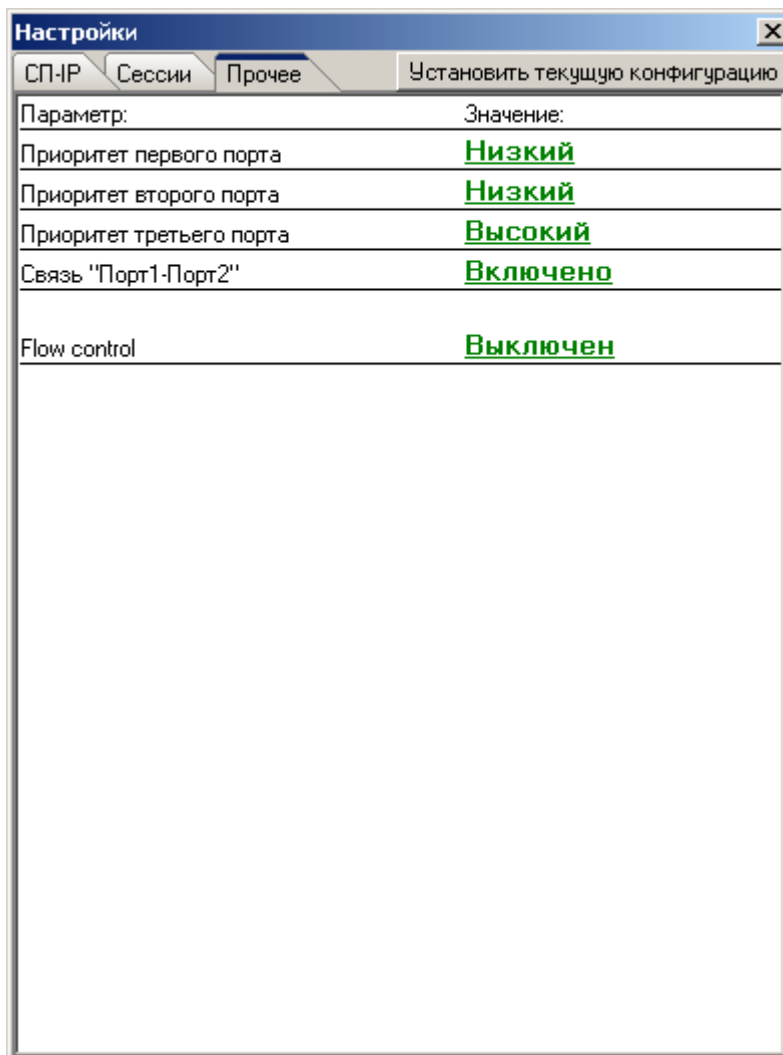 Настройки
СП-IP Сессии Прочее Установить текущую конфигурацию
Параметр: Значение:
Приоритет первого порта Низкий
Приоритет второго порта Низкий
Приоритет третьего порта Высокий
Связь "Порт1-Порт2" Включено
Flow control Выключен